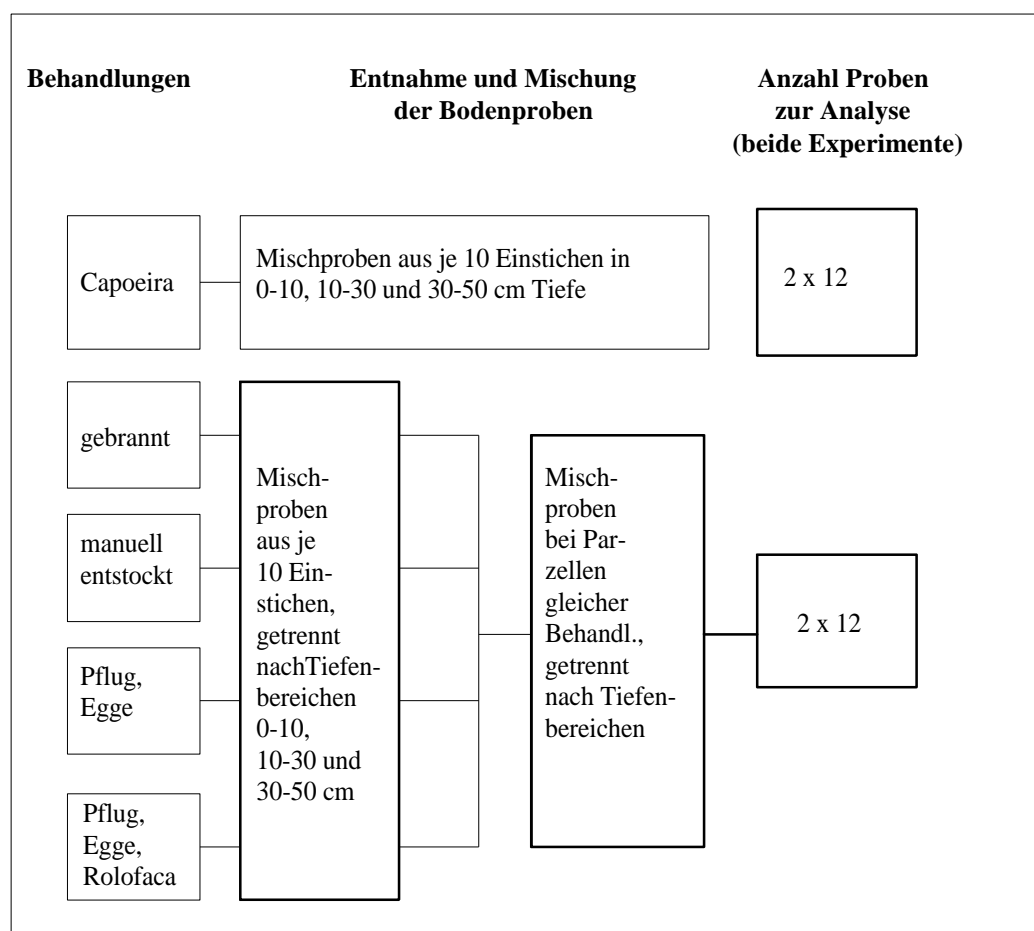 Behandlungen
Entnahme und Mischung
der Bodenproben
Anzahl Proben
zur Analyse
(beide Experimente)
Capoeira
Mischproben aus je 10 Einstichen in
0-10, 10-30 und 30-50 cm Tiefe
2 x 12
gebrannt
manuell
entstockt
Pflug,
Egge
Pflug,
Egge,
Rolofaca
Misch-
proben
aus je
10 Ein-
stichen,
getrennt
nachTiefen-
bereichen
0-10,
10-30 und
30-50 cm
Misch-
proben
bei Par-
zellen
gleicher
Behandl.,
getrennt
nach Tiefen-
bereichen
2 x 12